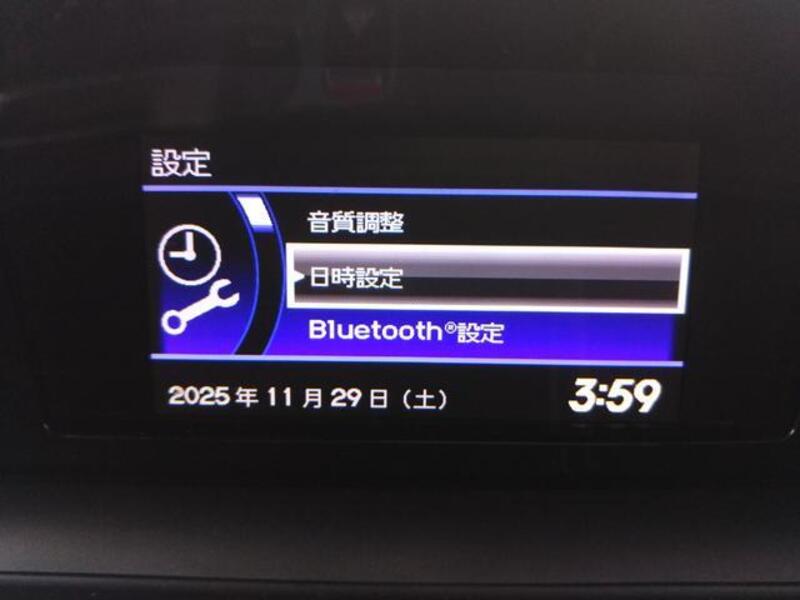 設定
音質調整
日時設定
Bluetooth®設定
2025年11月29日（土）
3:59